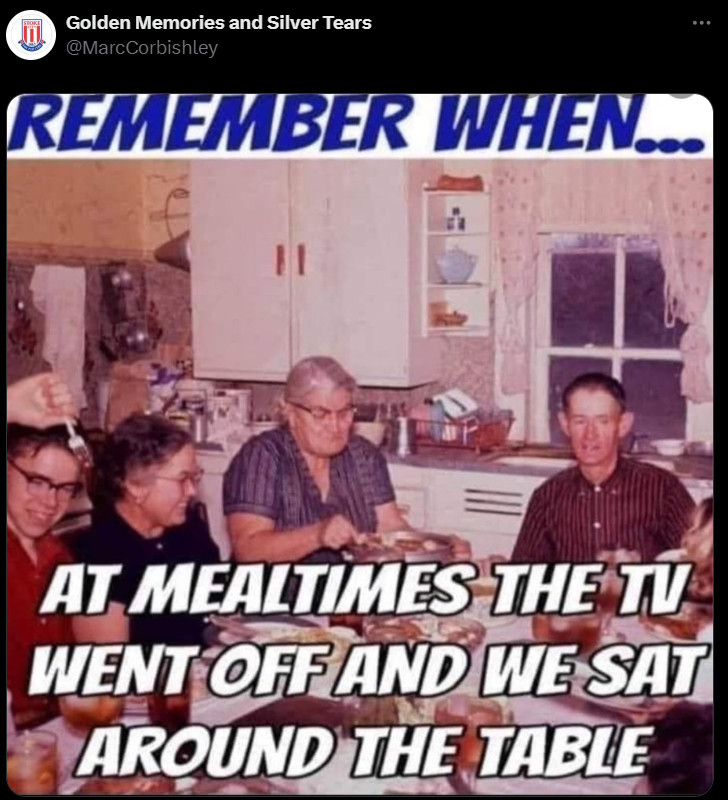 Golden Memories and Silver Tears
@MarcCorbishley
REMEMBER WHEN...
AT MEALTIMES THE TV
WENT OFF AND WE SAT
AROUND THE TABLE
STOKE